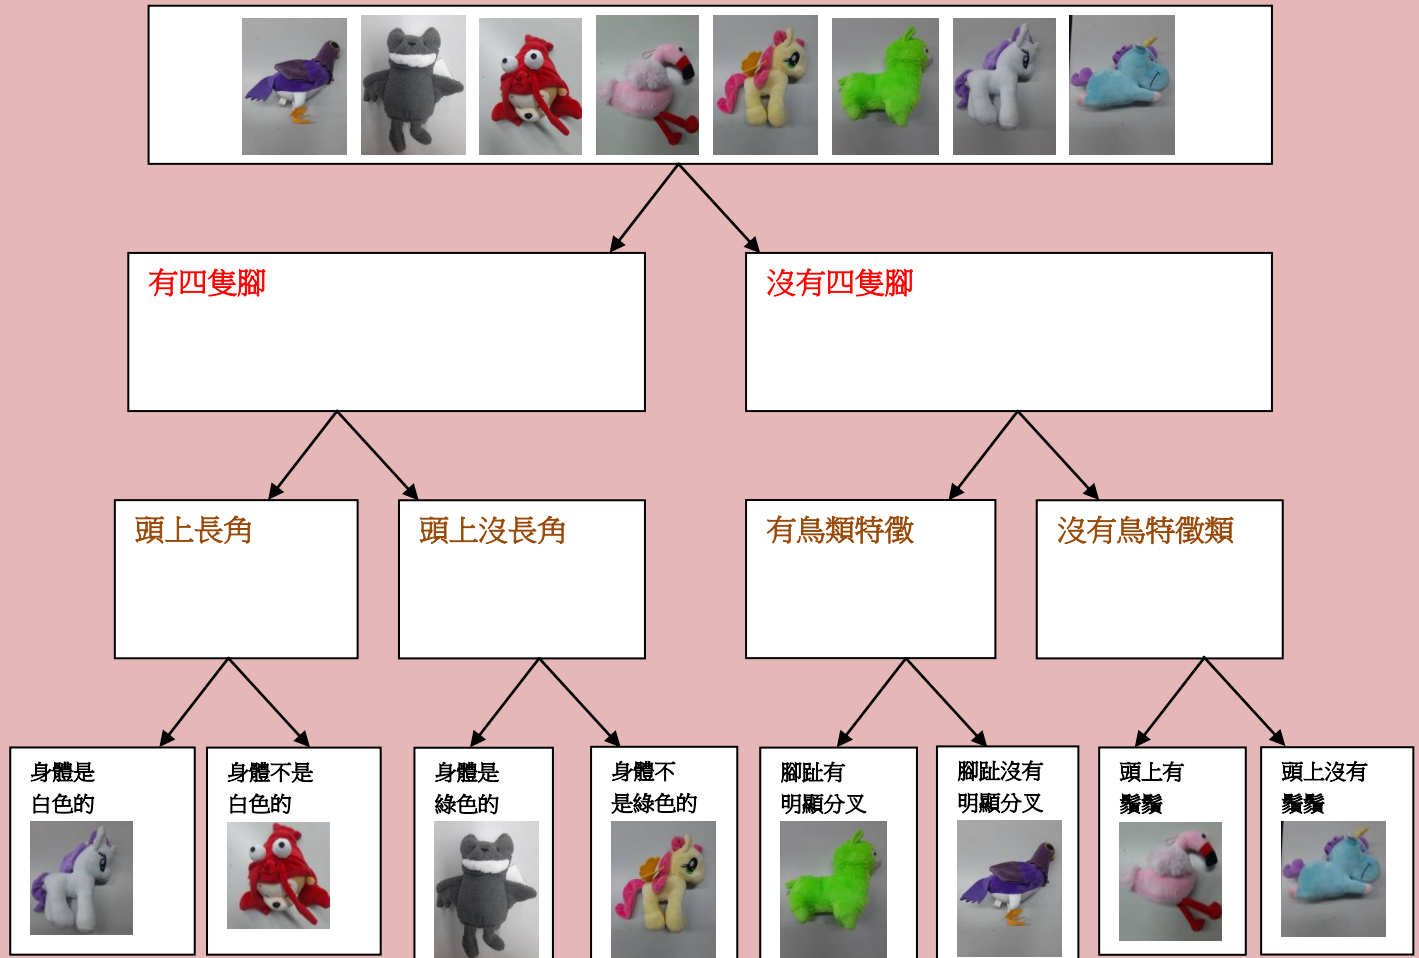 有四隻腳
沒有四隻腳
頭上長角
頭上沒長角
有鳥類特徵
沒有鳥特徵類
身體是
白色的
身體不是
白色的
身體是
綠色的
身體不
是綠色的
腳趾有
明顯分叉
腳趾沒有
明顯分叉
頭上有
鬚鬚
頭上沒有
鬚鬚